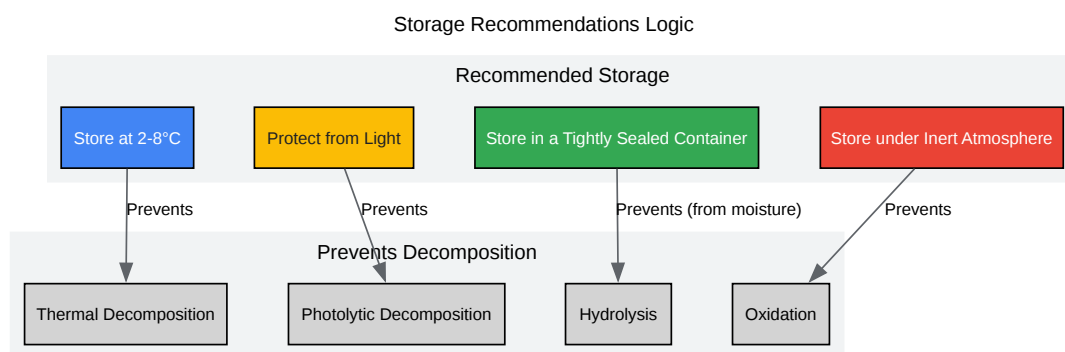 Storage Recommendations Logic
Recommended Storage
Store at 2-8°C
Protect from Light
Store in a Tightly Sealed Container
Store under Inert Atmosphere
Prevents
Prevents
Prevents (from moisture)
Prevents
Prevents Decomposition
Thermal Decomposition
Photolytic Decomposition
Hydrolysis
Oxidation